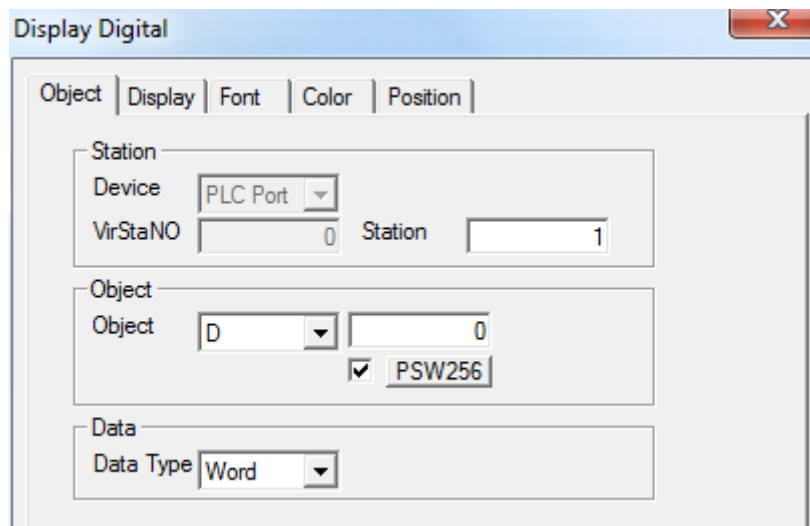 Display Digital
Object Display Font Color Position
Station
Device PLC Port
VirStaNO 0 Station 1
Object
Object D 0
PSW256
Data
Data Type Word